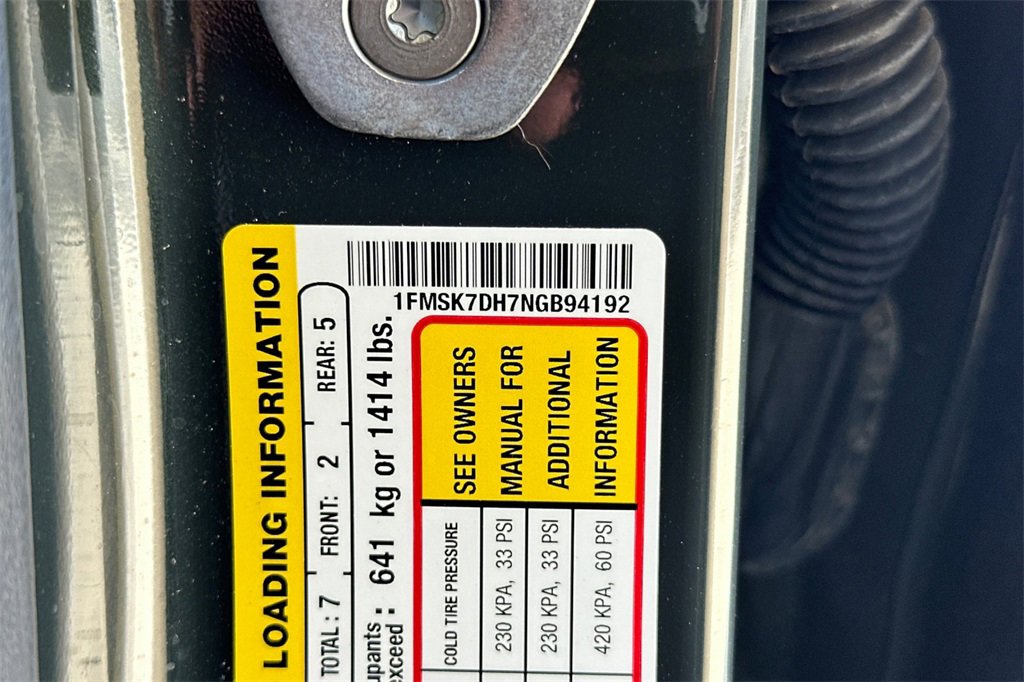 1FMSK7DH7NGB94192
LOADING INFORMATION
TOTAL: 7 FRONT: 2 REAR: 5
upants
exceed : 641 kg or 1414 lbs.
COLD TIRE PRESSURE
230 KPA, 33 PSI
230 KPA, 33 PSI
420 KPA, 60 PSI
SEE OWNERS
MANUAL FOR
ADDITIONAL
INFORMATION